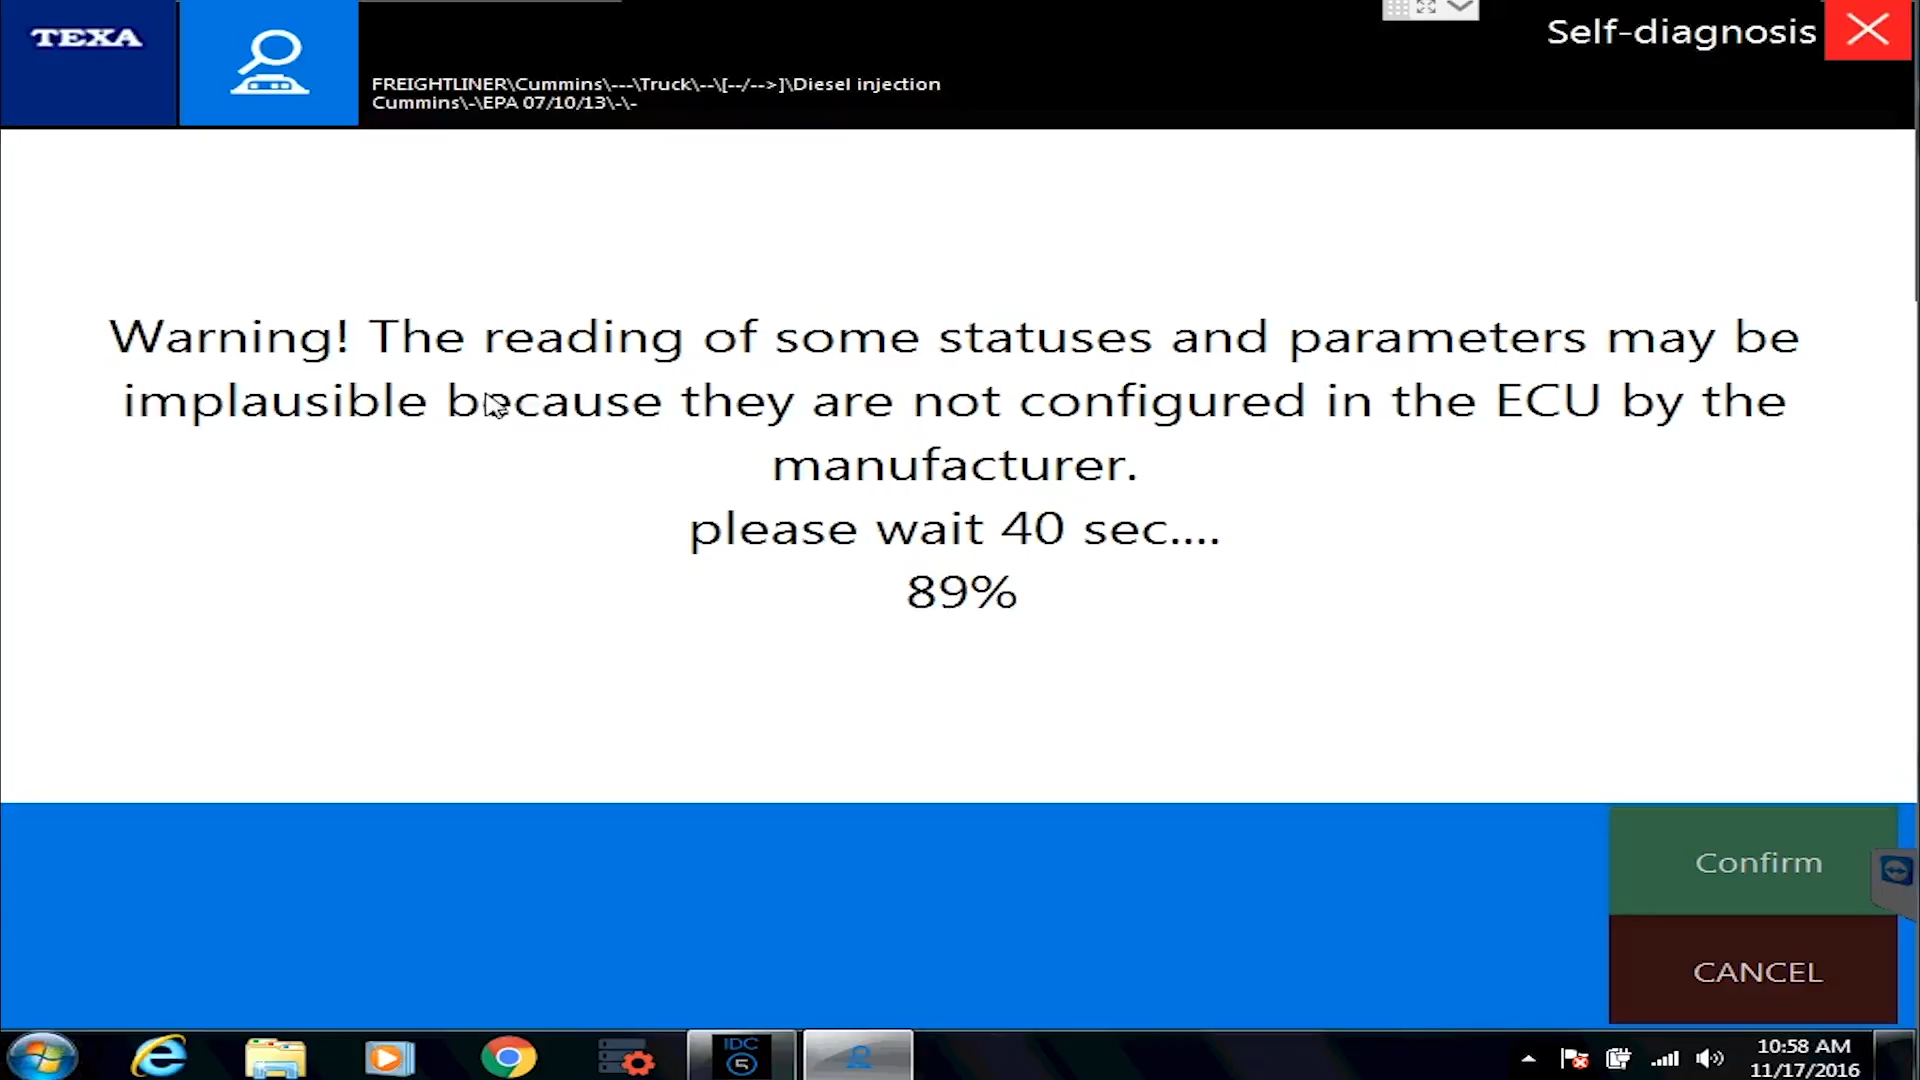 TEXA
Self-diagnosis
FREIGHTLINER\Cummins\---\Truck\--\[--/-->]\Diesel injection
Cummins\-\EPA 07/10/13\-\-
Warning! The reading of some statuses and parameters may be
implausible because they are not configured in the ECU by the
manufacturer.
please wait 40 sec....
89%
Confirm
CANCEL
IDC
5
10:58 AM
11/17/2016